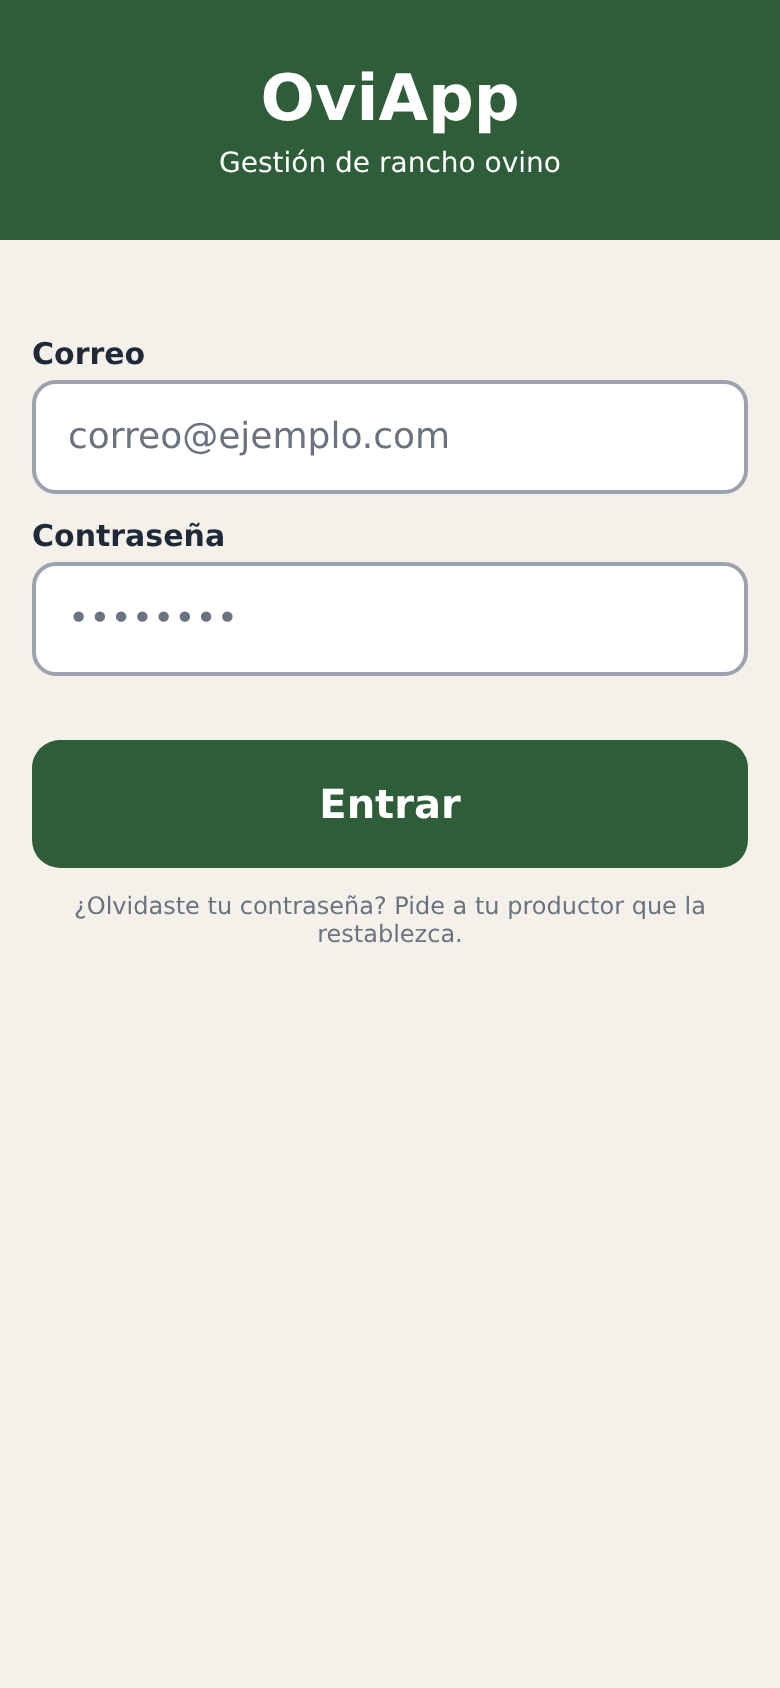 OviApp
Gestión de rancho ovino
Correo
correo@ejemplo.com
Contraseña
••••••••
Entrar
¿Olvidaste tu contraseña? Pide a tu productor que la
restablezca.